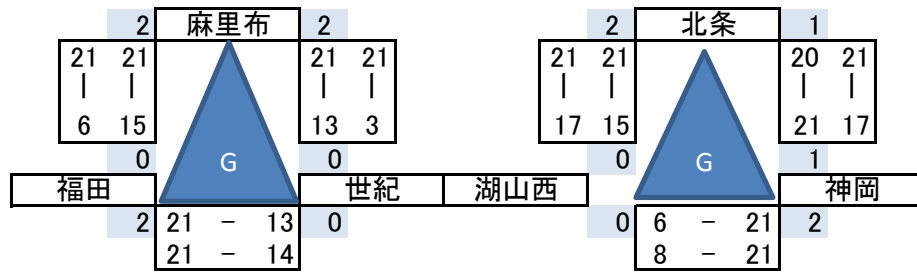 2 麻里布 2 2 北条 1
21 21 21 21 21 21 20 21
| | | | | | | |
6 15 13 3 17 15 21 17
0 G 0 0 G 1
福田 世紀 湖山西 神岡
2 21 － 13 0 0 6 － 21 2
21 － 14 8 － 21